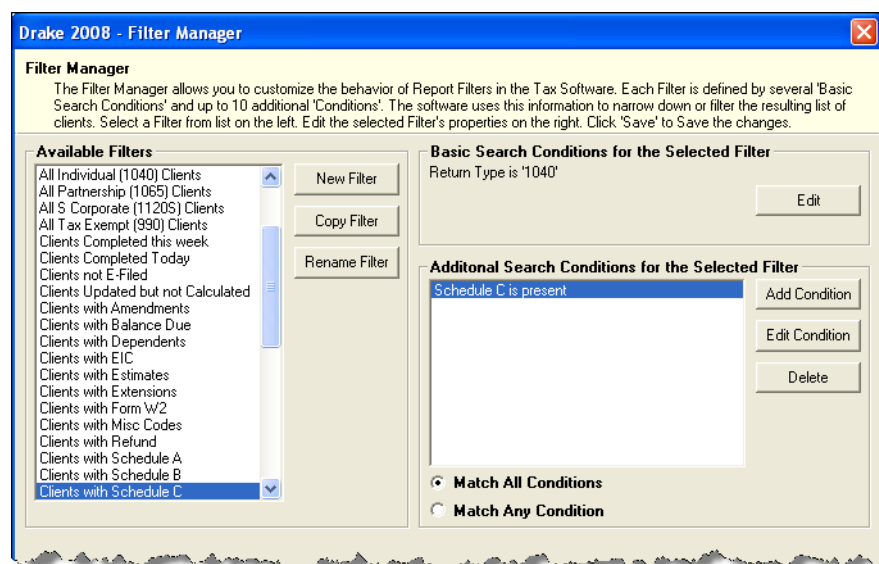 Drake 2008 - Filter Manager
Filter Manager
The Filter Manager allows you to customize the behavior of Report Filters in the Tax Software. Each Filter is defined by several 'Basic
Search Conditions' and up to 10 additional 'Conditions'. The software uses this information to narrow down or filter the resulting list of
clients. Select a Filter from list on the left. Edit the selected Filter's properties on the right. Click 'Save' to Save the changes.
Available Filters
All Individual (1040) Clients
All Partnership (1065) Clients
All S Corporate (1120S) Clients
All Tax Exempt (990) Clients
Clients Completed this week
Clients Completed Today
Clients not E-Filed
Clients Updated but not Calculated
Clients with Amendments
Clients with Balance Due
Clients with Dependents
Clients with EIC
Clients with Estimates
Clients with Extensions
Clients with Form W2
Clients with Misc Codes
Clients with Refund
Clients with Schedule A
Clients with Schedule B
Clients with Schedule C
New Filter
Copy Filter
Rename Filter
Basic Search Conditions for the Selected Filter
Return Type is '1040'
Edit
Additonal Search Conditions for the Selected Filter
Schedule C is present
Add Condition
Edit Condition
Delete
Match All Conditions
Match Any Condition